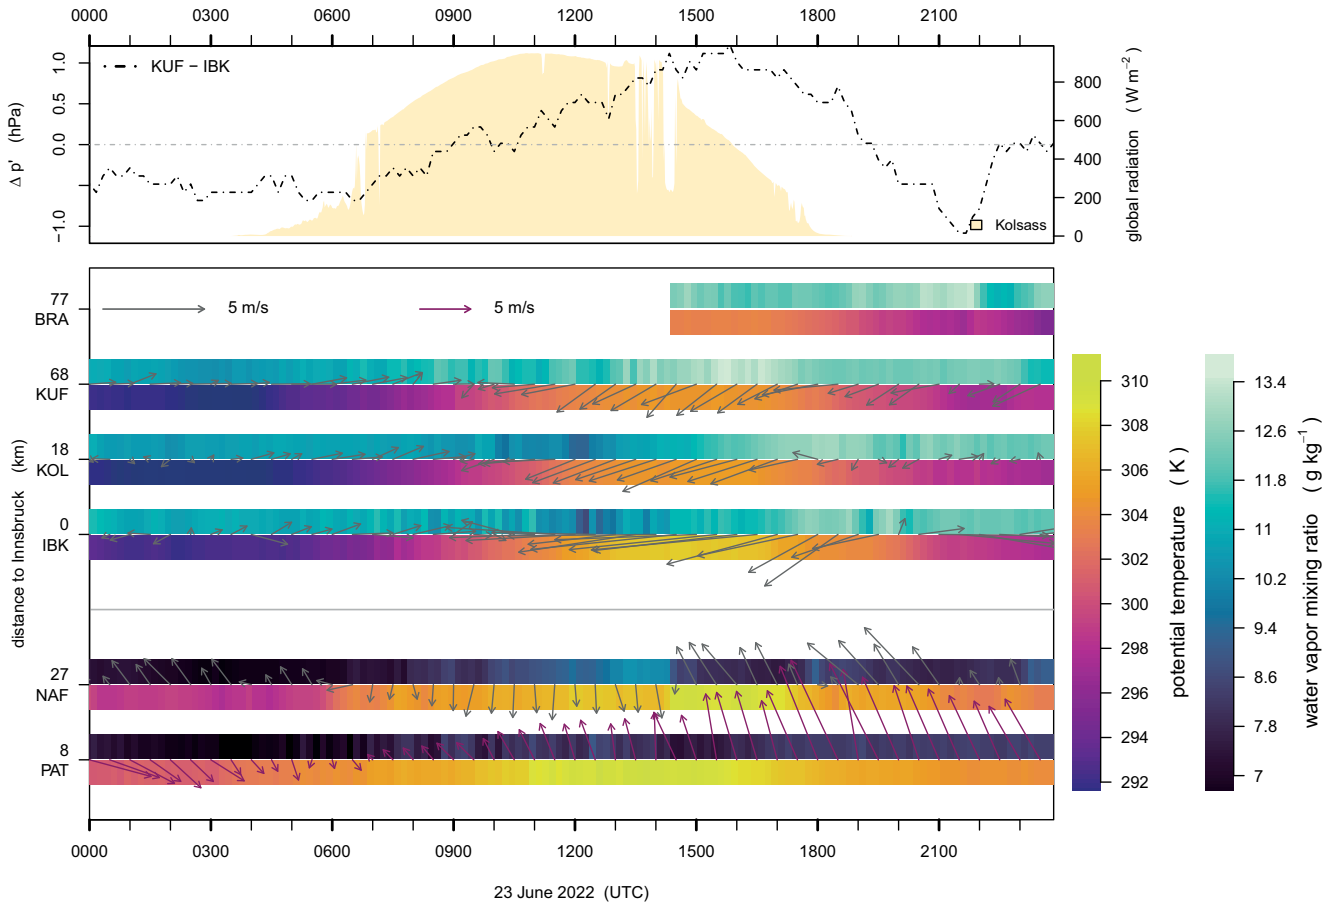 0000 0300 0600 0900 1200 1500 1800 2100
KUF − IBK
1.0
0.5
0.0
−1.0
Δ p' (hPa)
800
600
400
200
0
global radiation ( W m−2 )
Kolsass
5 m/s 5 m/s
77
BRA
68
KUF
18
KOL
0
IBK
27
NAF
8
PAT
distance to Innsbruck (km)
310
308
306
304
302
300
298
296
294
292
potential temperature ( K )
13.4
12.6
11.8
11
10.2
9.4
8.6
7.8
7
water vapor mixing ratio ( g kg−1 )
0000 0300 0600 0900 1200 1500 1800 2100
23 June 2022 (UTC)